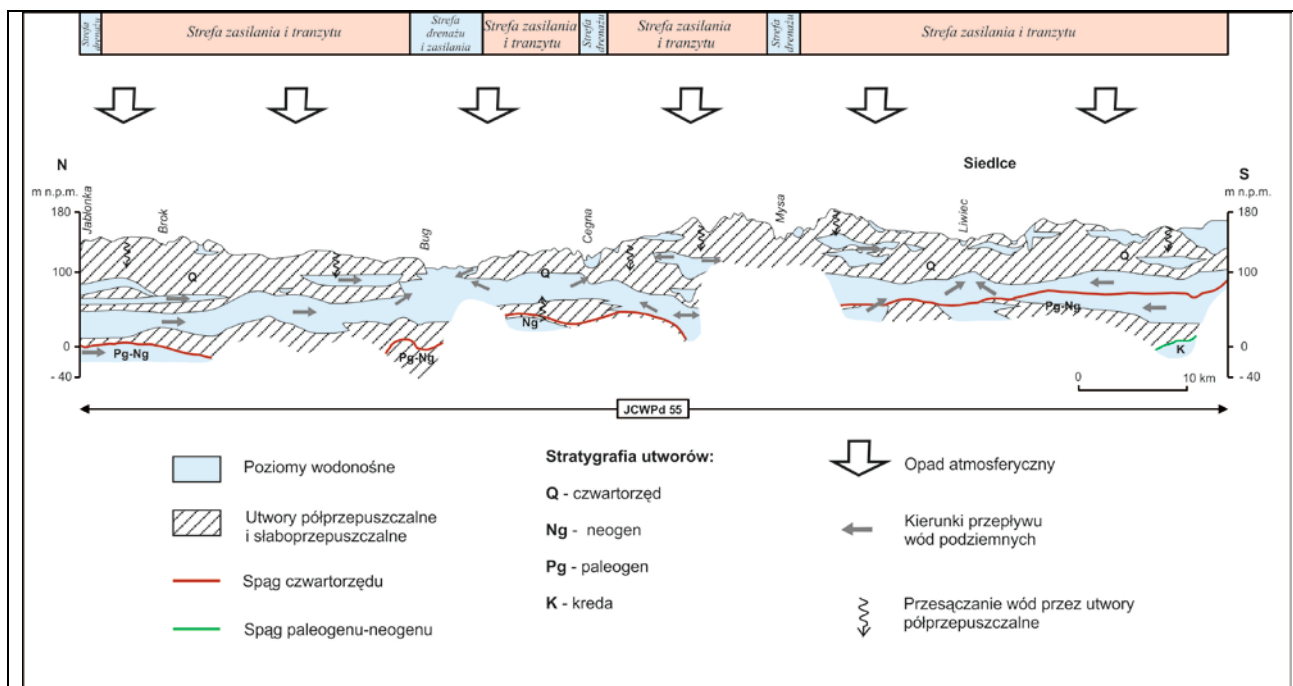 Strefa
drenażu
Strefa zasilania i tranzytu
Strefa
drenażu
i zasilania
Strefa zasilania
i tranzytu
Strefa
drenażu
Strefa zasilania
i tranzytu
Strefa
drenażu
Strefa zasilania i tranzytu
N
Siedlce
S
m n.p.m.
m n.p.m.
Jabłonka
Brok
Bug
Cegna
Mysa
Liwiec
180
180
100
100
0
0
- 40
- 40
Q
Q
Q
Q
Ng
Pg-Ng
Pg-Ng
Pg-Ng
K
0
10 km
JCWPd 55
Poziomy wodonośne
Utwory półprzepuszczalne
i słaboprzepuszczalne
Spąg czwartorzędu
Spąg paleogenu-neogenu
Stratygrafia utworów:
Q - czwartorzęd
Ng - neogen
Pg - paleogen
K - kreda
Opad atmosferyczny
Kierunki przepływu
wód podziemnych
Przesączanie wód przez utwory
półprzepuszczalne